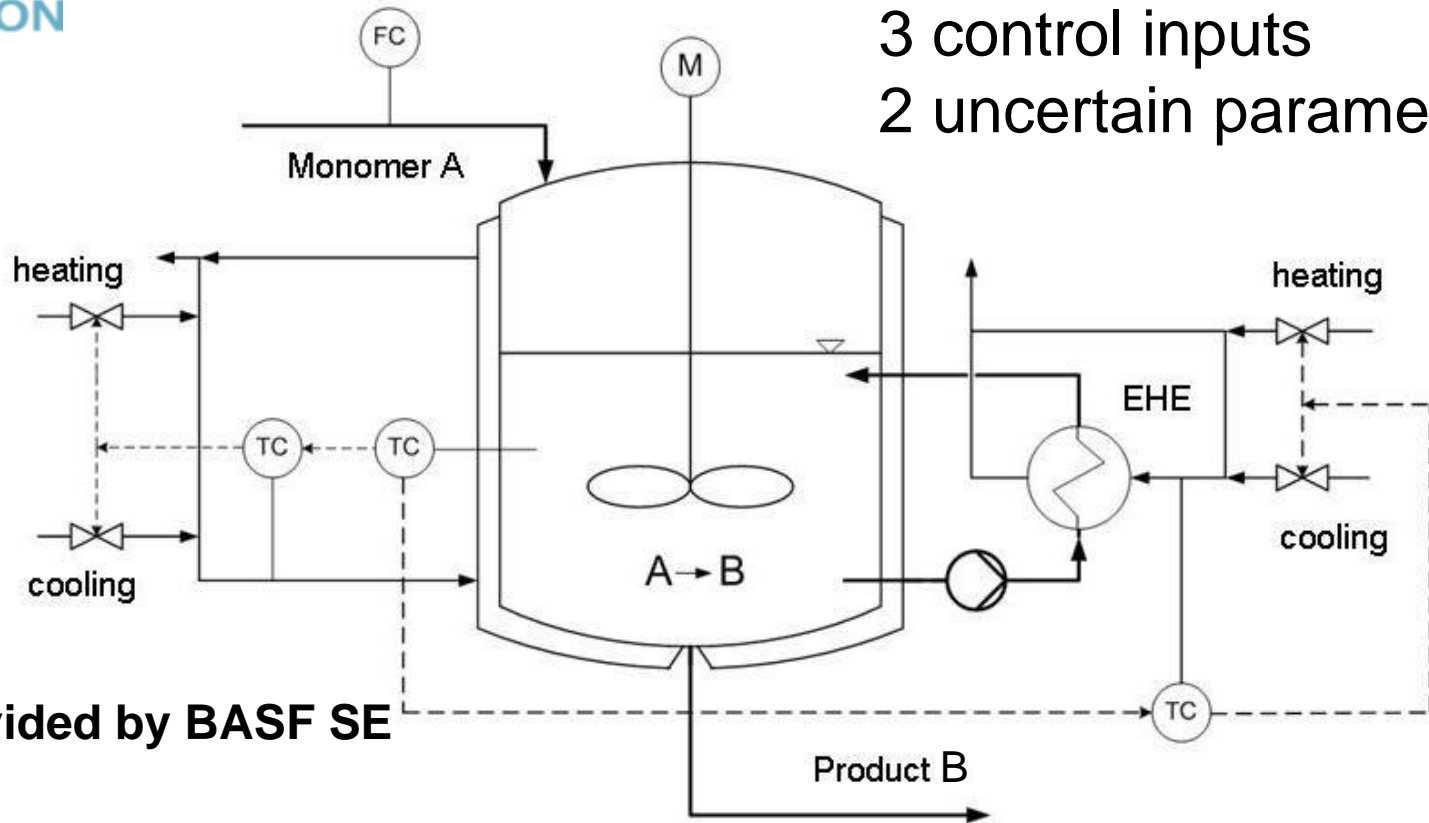 ON
FC
M
3 control inputs
2 uncertain parame
Monomer A
heating
heating
EHE
TC
TC
cooling
cooling
A → B
vided by BASF SE
TC
Product B